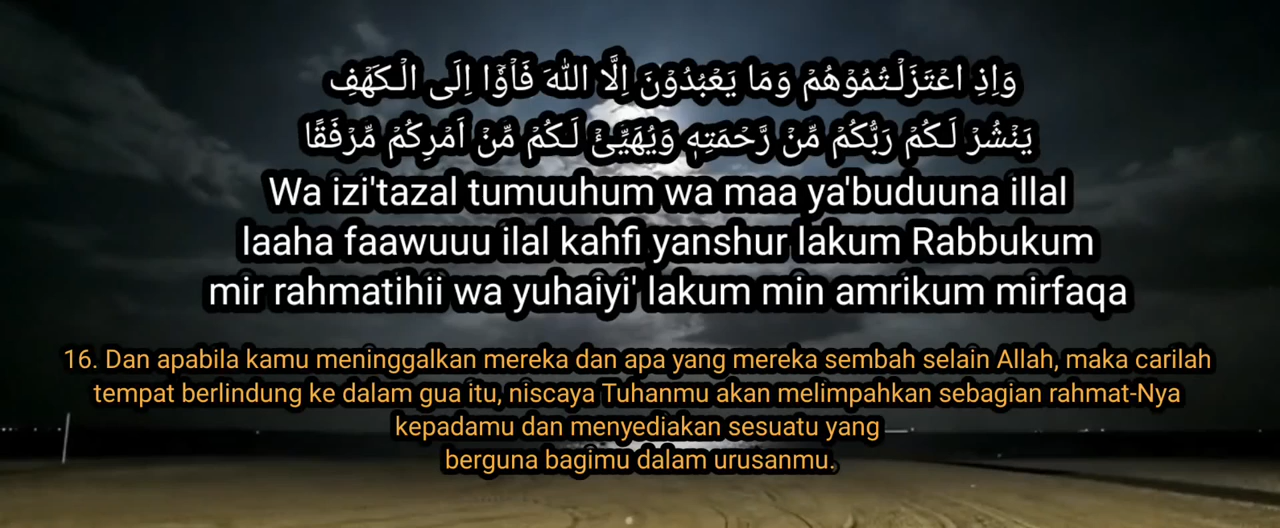 وَاِذِ اعْتَزَلْتُمُوْهُمْ وَمَا يَعْبُدُوْنَ اِلَّا اللّٰهَ فَأْوٗٓا اِلَى الْكَهْفِ
يَنْشُرْ لَكُمْ رَبُّكُمْ مِّنْ رَّحْمَتِهٖ وَيُهَيِّئْ لَكُمْ مِّنْ اَمْرِكُمْ مِّرْفَقًا
Wa izi'tazal tumuuhum wa maa ya'buduuna illal
laaha faawuuu ilal kahfi yanshur lakum Rabbukum
mir rahmatihii wa yuhaiyi' lakum min amrikum mirfaqa
16. Dan apabila kamu meninggalkan mereka dan apa yang mereka sembah selain Allah, maka carilah
tempat berlindung ke dalam gua itu, niscaya Tuhanmu akan melimpahkan sebagian rahmat-Nya
kepadamu dan menyediakan sesuatu yang
berguna bagimu dalam urusanmu.